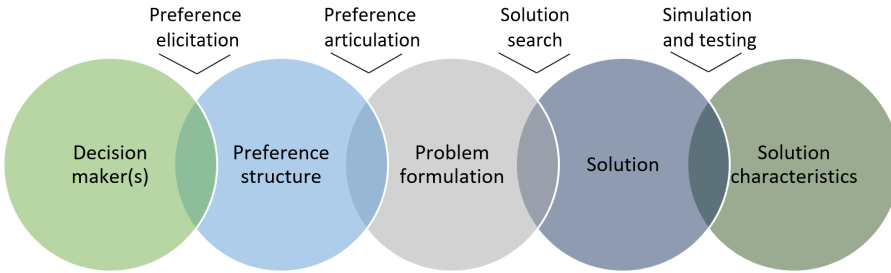 Preference
elicitation
Preference
articulation
Solution
search
Simulation
and testing
Decision
maker(s)
Preference
structure
Problem
formulation
Solution
Solution
characteristics